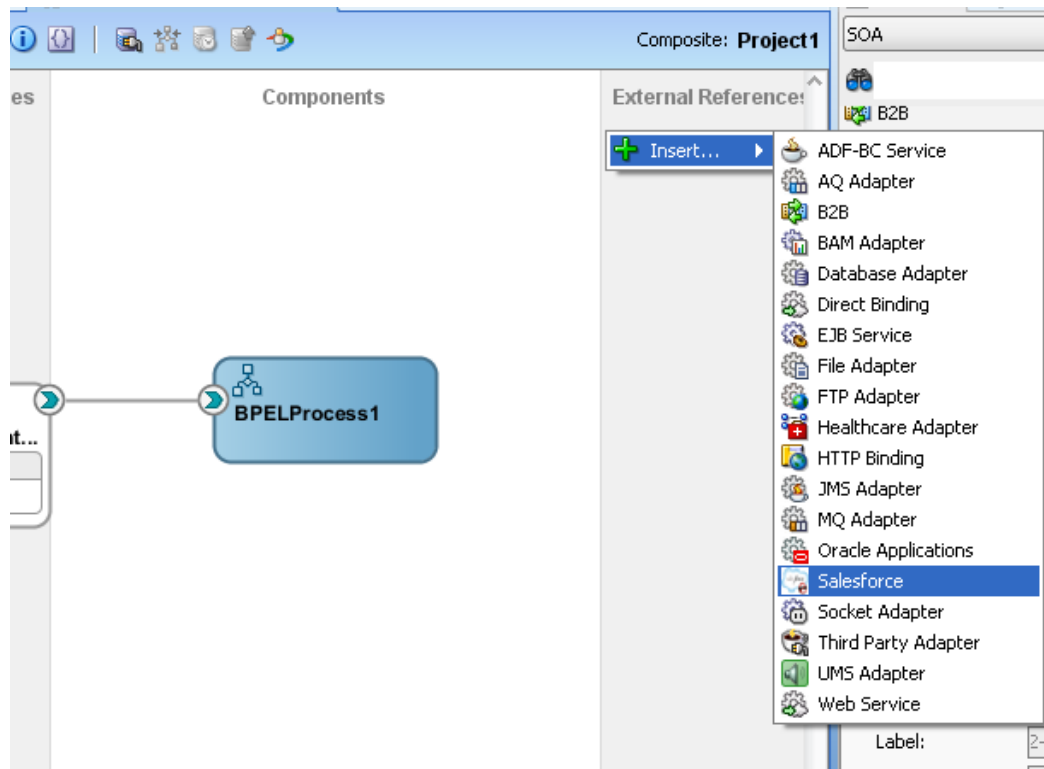 Composite: Project1
SOA
es
Components
External References
B2B
Insert...
ADF-BC Service
AQ Adapter
B2B
BAM Adapter
Database Adapter
Direct Binding
EJB Service
File Adapter
FTP Adapter
Healthcare Adapter
HTTP Binding
JMS Adapter
MQ Adapter
Oracle Applications
Salesforce
Socket Adapter
Third Party Adapter
UMS Adapter
Web Service
BPELProcess1
nt...
Label:
2-